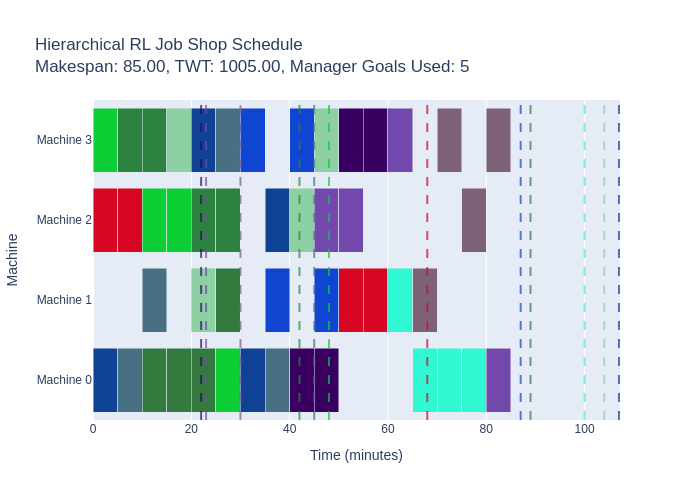 Hierarchical RL Job Shop Schedule
Makespan: 85.00, TWT: 1005.00, Manager Goals Used: 5
Machine 3
Machine 2
Machine 1
Machine 0
Machine
0 20 40 60 80 100
Time (minutes)